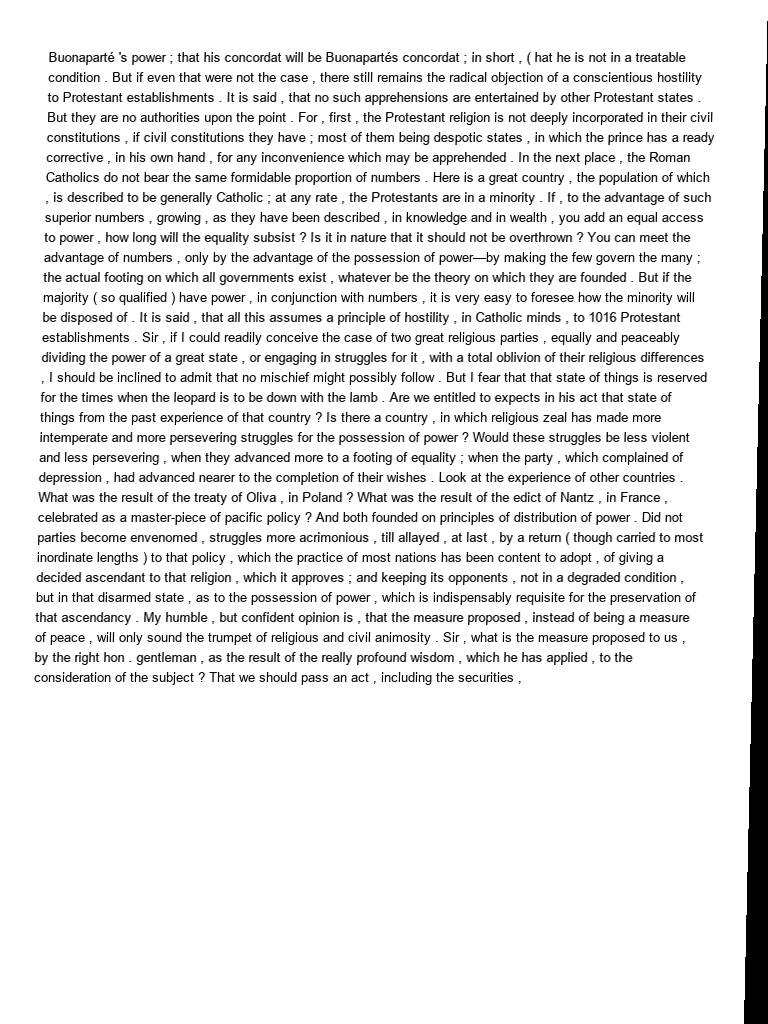 Buonaparté 's power ; that his concordat will be Buonapartés concordat ; in short , ( hat he is not in a treatable
condition . But if even that were not the case , there still remains the radical objection of a conscientious hostility
to Protestant establishments . It is said , that no such apprehensions are entertained by other Protestant states .
But they are no authorities upon the point . For , first , the Protestant religion is not deeply incorporated in their civil
constitutions , if civil constitutions they have ; most of them being despotic states , in which the prince has a ready
corrective , in his own hand , for any inconvenience which may be apprehended . In the next place , the Roman
Catholics do not bear the same formidable proportion of numbers . Here is a great country , the population of which
, is described to be generally Catholic ; at any rate , the Protestants are in a minority . If , to the advantage of such
superior numbers , growing , as they have been described , in knowledge and in wealth , you add an equal access
to power , how long will the equality subsist ? Is it in nature that it should not be overthrown ? You can meet the
advantage of numbers , only by the advantage of the possession of power—by making the few govern the many ;
the actual footing on which all governments exist , whatever be the theory on which they are founded . But if the
majority ( so qualified ) have power , in conjunction with numbers , it is very easy to foresee how the minority will
be disposed of . It is said , that all this assumes a principle of hostility , in Catholic minds , to 1016 Protestant
establishments . Sir , if I could readily conceive the case of two great religious parties , equally and peaceably
dividing the power of a great state , or engaging in struggles for it , with a total oblivion of their religious differences
, I should be inclined to admit that no mischief might possibly follow . But I fear that that state of things is reserved
for the times when the leopard is to be down with the lamb . Are we entitled to expects in his act that state of
things from the past experience of that country ? Is there a country , in which religious zeal has made more
intemperate and more persevering struggles for the possession of power ? Would these struggles be less violent
and less persevering , when they advanced more to a footing of equality ; when the party , which complained of
depression , had advanced nearer to the completion of their wishes . Look at the experience of other countries .
What was the result of the treaty of Oliva , in Poland ? What was the result of the edict of Nantz , in France ,
celebrated as a master-piece of pacific policy ? And both founded on principles of distribution of power . Did not
parties become envenomed , struggles more acrimonious , till allayed , at last , by a return ( though carried to most
inordinate lengths ) to that policy , which the practice of most nations has been content to adopt , of giving a
decided ascendant to that religion , which it approves ; and keeping its opponents , not in a degraded condition ,
but in that disarmed state , as to the possession of power , which is indispensably requisite for the preservation of
that ascendancy . My humble , but confident opinion is , that the measure proposed , instead of being a measure
of peace , will only sound the trumpet of religious and civil animosity . Sir , what is the measure proposed to us ,
by the right hon . gentleman , as the result of the really profound wisdom , which he has applied , to the
consideration of the subject ? That we should pass an act , including the securities ,